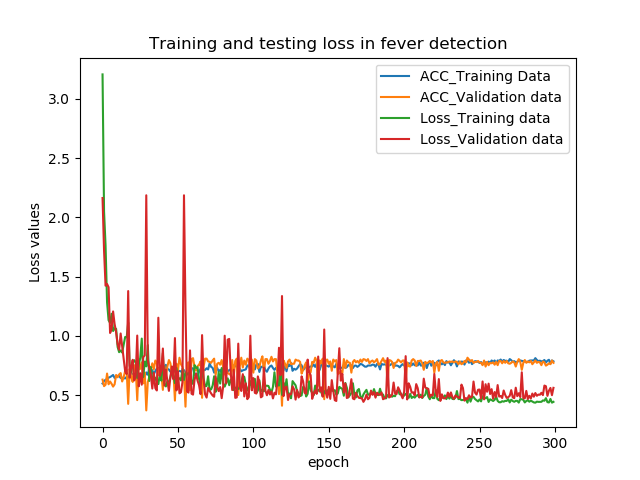 Training and testing loss in fever detection
ACC_Training Data
ACC_Validation data
Loss_Training data
Loss_Validation data
Loss values
3.0
2.5
2.0
1.5
1.0
0.5
0 50 100 150 200 250 300
epoch